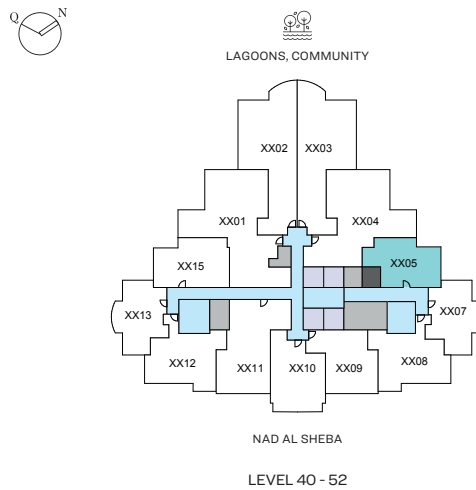 Q N
LAGOONS, COMMUNITY
XX02 XX03
XX01 XX04
XX15 XX05
XX13 XX07
XX12 XX11 XX10 XX09 XX08
NAD AL SHEBA
LEVEL 40 - 52